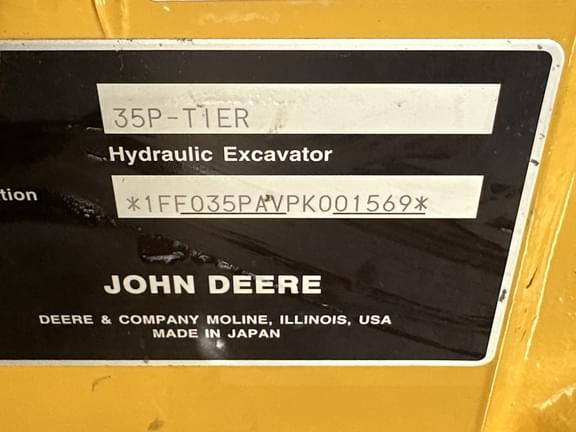 35P-TIER
Hydraulic Excavator
tion
*1FF035PAVPK001569*
JOHN DEERE
DEERE & COMPANY MOLINE, ILLINOIS, USA
MADE IN JAPAN